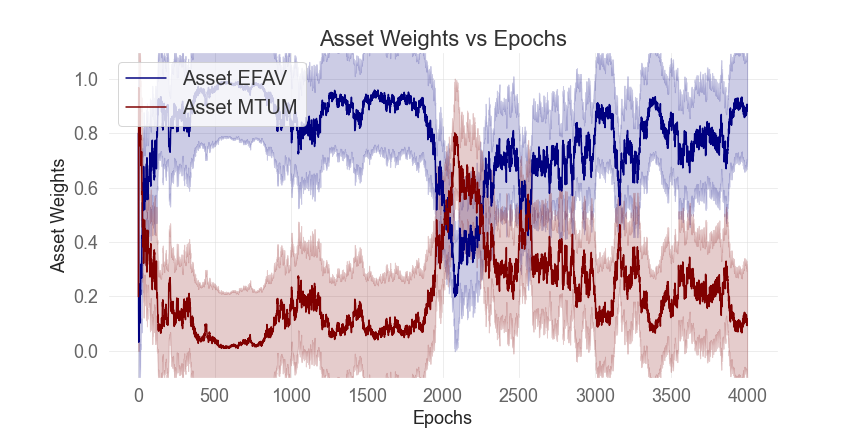 Asset Weights vs Epochs
Asset EFAV
Asset MTUM
Asset Weights
1.0
0.8
0.6
0.4
0.2
0.0
0 500 1000 1500 2000 2500 3000 3500 4000
Epochs